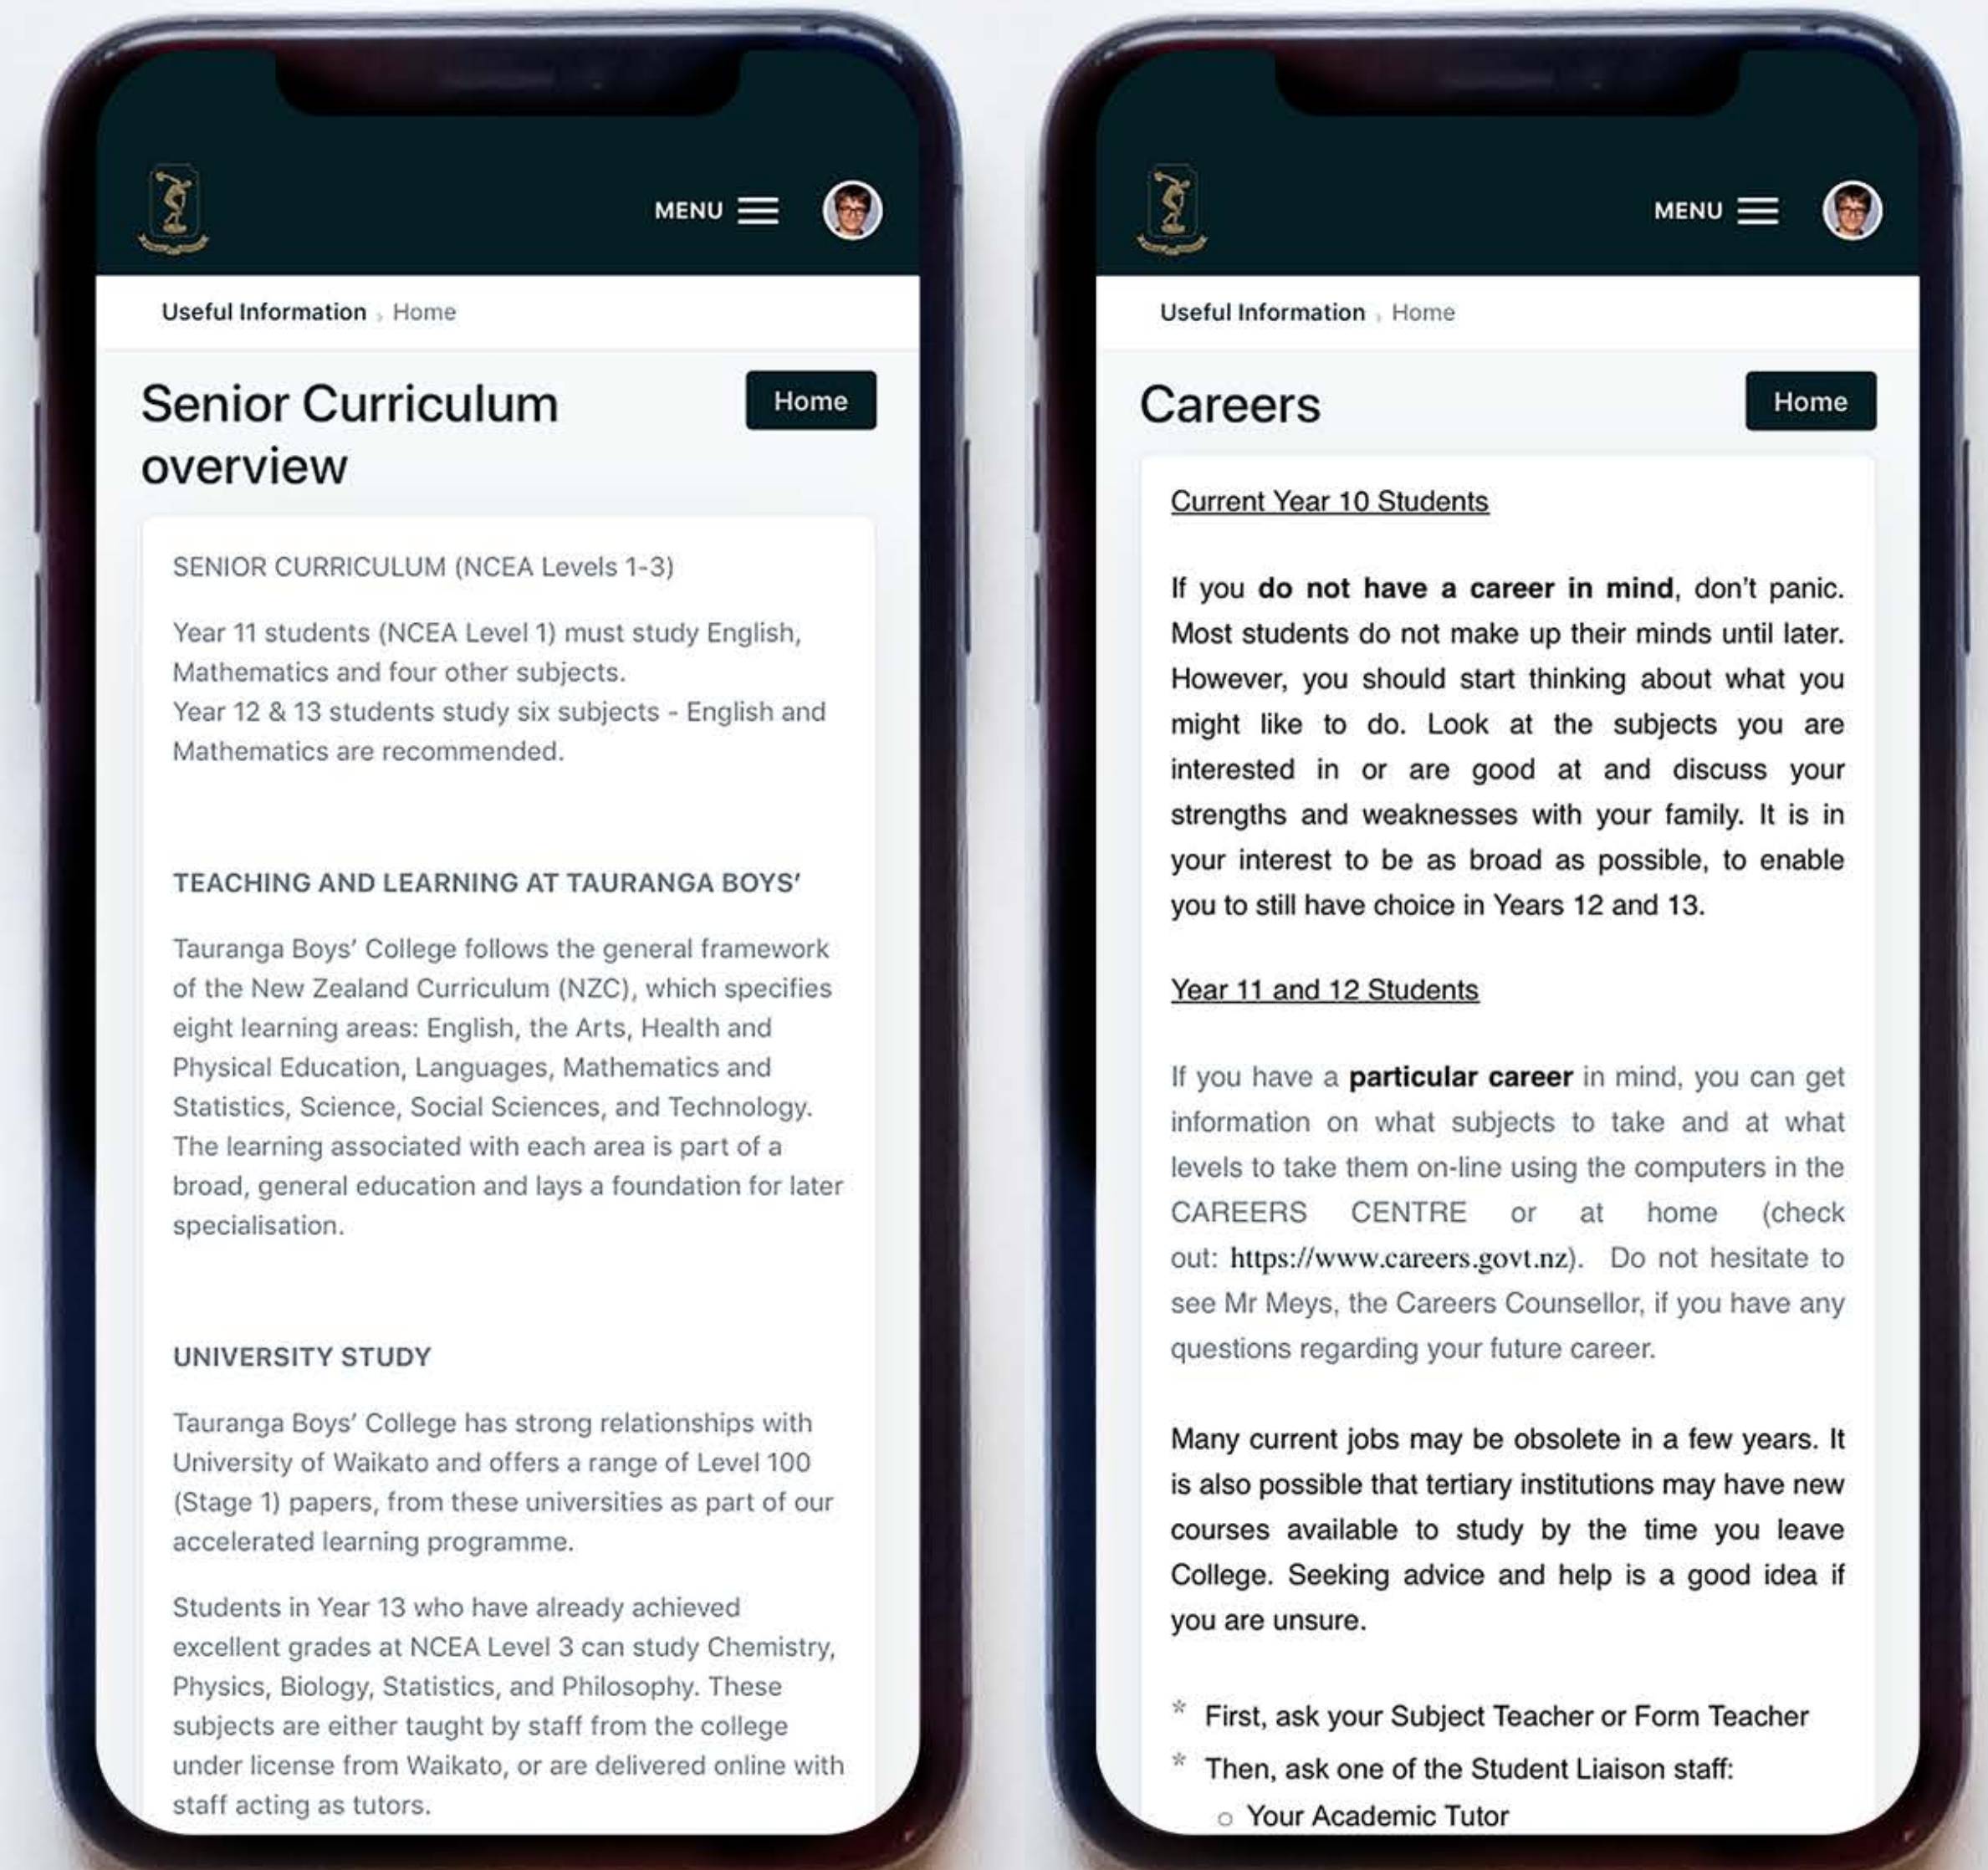 MENU
Useful Information › Home
Senior Curriculum
overview
Home
SENIOR CURRICULUM (NCEA Levels 1-3)
Year 11 students (NCEA Level 1) must study English,
Mathematics and four other subjects.
Year 12 & 13 students study six subjects - English and
Mathematics are recommended.
TEACHING AND LEARNING AT TAURANGA BOYS’
Tauranga Boys’ College follows the general framework
of the New Zealand Curriculum (NZC), which specifies
eight learning areas: English, the Arts, Health and
Physical Education, Languages, Mathematics and
Statistics, Science, Social Sciences, and Technology.
The learning associated with each area is part of a
broad, general education and lays a foundation for later
specialisation.
UNIVERSITY STUDY
Tauranga Boys’ College has strong relationships with
University of Waikato and offers a range of Level 100
(Stage 1) papers, from these universities as part of our
accelerated learning programme.
Students in Year 13 who have already achieved
excellent grades at NCEA Level 3 can study Chemistry,
Physics, Biology, Statistics, and Philosophy. These
subjects are either taught by staff from the college
under license from Waikato, or are delivered online with
staff acting as tutors.
MENU
Useful Information › Home
Careers
Home
Current Year 10 Students
If you do not have a career in mind, don’t panic.
Most students do not make up their minds until later.
However, you should start thinking about what you
might like to do. Look at the subjects you are
interested in or are good at and discuss your
strengths and weaknesses with your family. It is in
your interest to be as broad as possible, to enable
you to still have choice in Years 12 and 13.
Year 11 and 12 Students
If you have a particular career in mind, you can get
information on what subjects to take and at what
levels to take them on-line using the computers in the
CAREERS CENTRE or at home (check
out: https://www.careers.govt.nz). Do not hesitate to
see Mr Meys, the Careers Counsellor, if you have any
questions regarding your future career.
Many current jobs may be obsolete in a few years. It
is also possible that tertiary institutions may have new
courses available to study by the time you leave
College. Seeking advice and help is a good idea if
you are unsure.
* First, ask your Subject Teacher or Form Teacher
* Then, ask one of the Student Liaison staff:
○ Your Academic Tutor